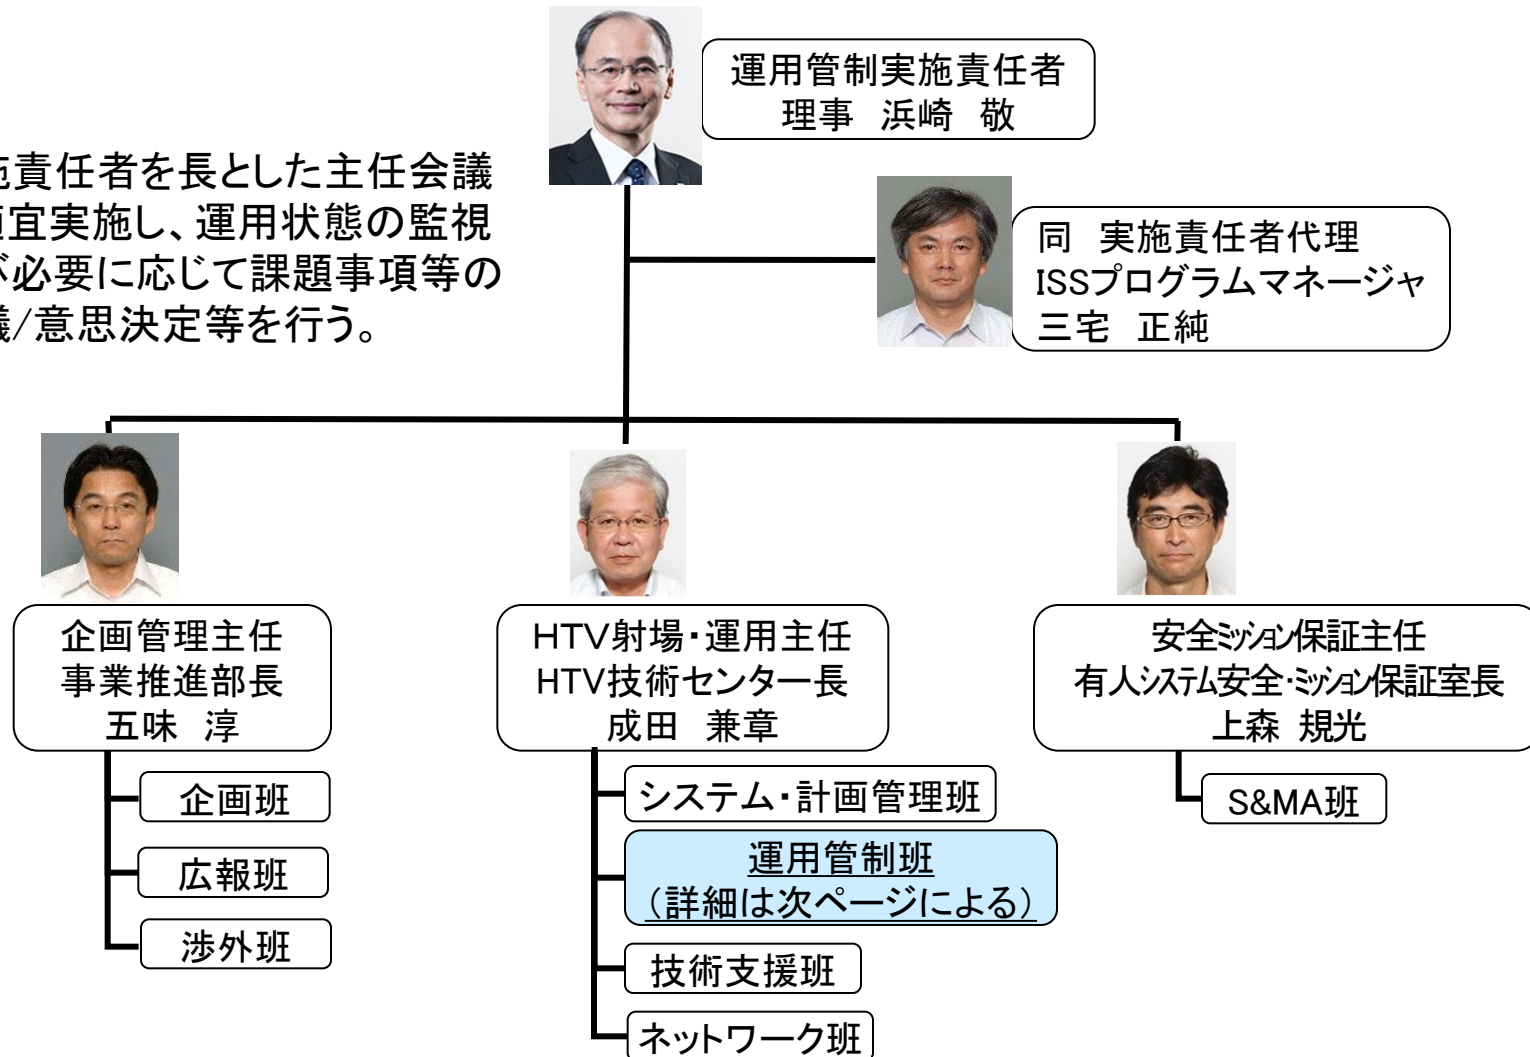 運用管制実施責任者
理事 浜崎 敬
施責任者を長とした主任会議
適宜実施し、運用状態の監視
び必要に応じて課題事項等の
議/意思決定等を行う。
同 実施責任者代理
ISSプログラムマネージャ
三宅 正純
企画管理主任
事業推進部長
五味 淳
企画班
広報班
渉外班
HTV射場・運用主任
HTV技術センター長
成田 兼章
システム・計画管理班
運用管制班
(詳細は次ページによる)
技術支援班
ネットワーク班
安全ミッション保証主任
有人システム安全・ミッション保証室長
上森 規光
S&MA班